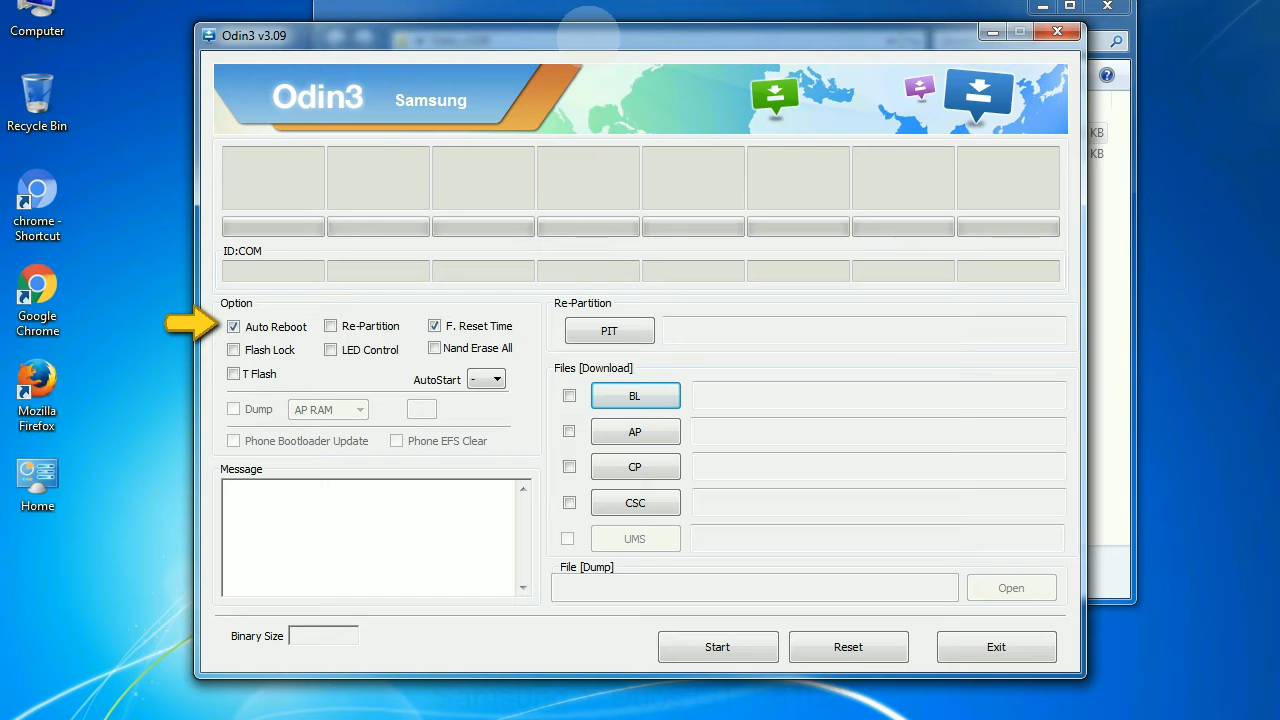 Computer
Recycle Bin
chrome -
Shortcut
Google
Chrome
Mozilla
Firefox
Home
Odin3 v3.09
Odin3 Samsung
KB
KB
ID:COM
Option
Auto Reboot Re-Partition F. Reset Time
Flash Lock LED Control Nand Erase All
T Flash
AutoStart -
Dump AP RAM
Phone Bootloader Update Phone EFS Clear
Message
Binary Size
Re-Partition
PIT
Files [Download]
BL
AP
CP
CSC
UMS
File [Dump]
Open
Start Reset Exit